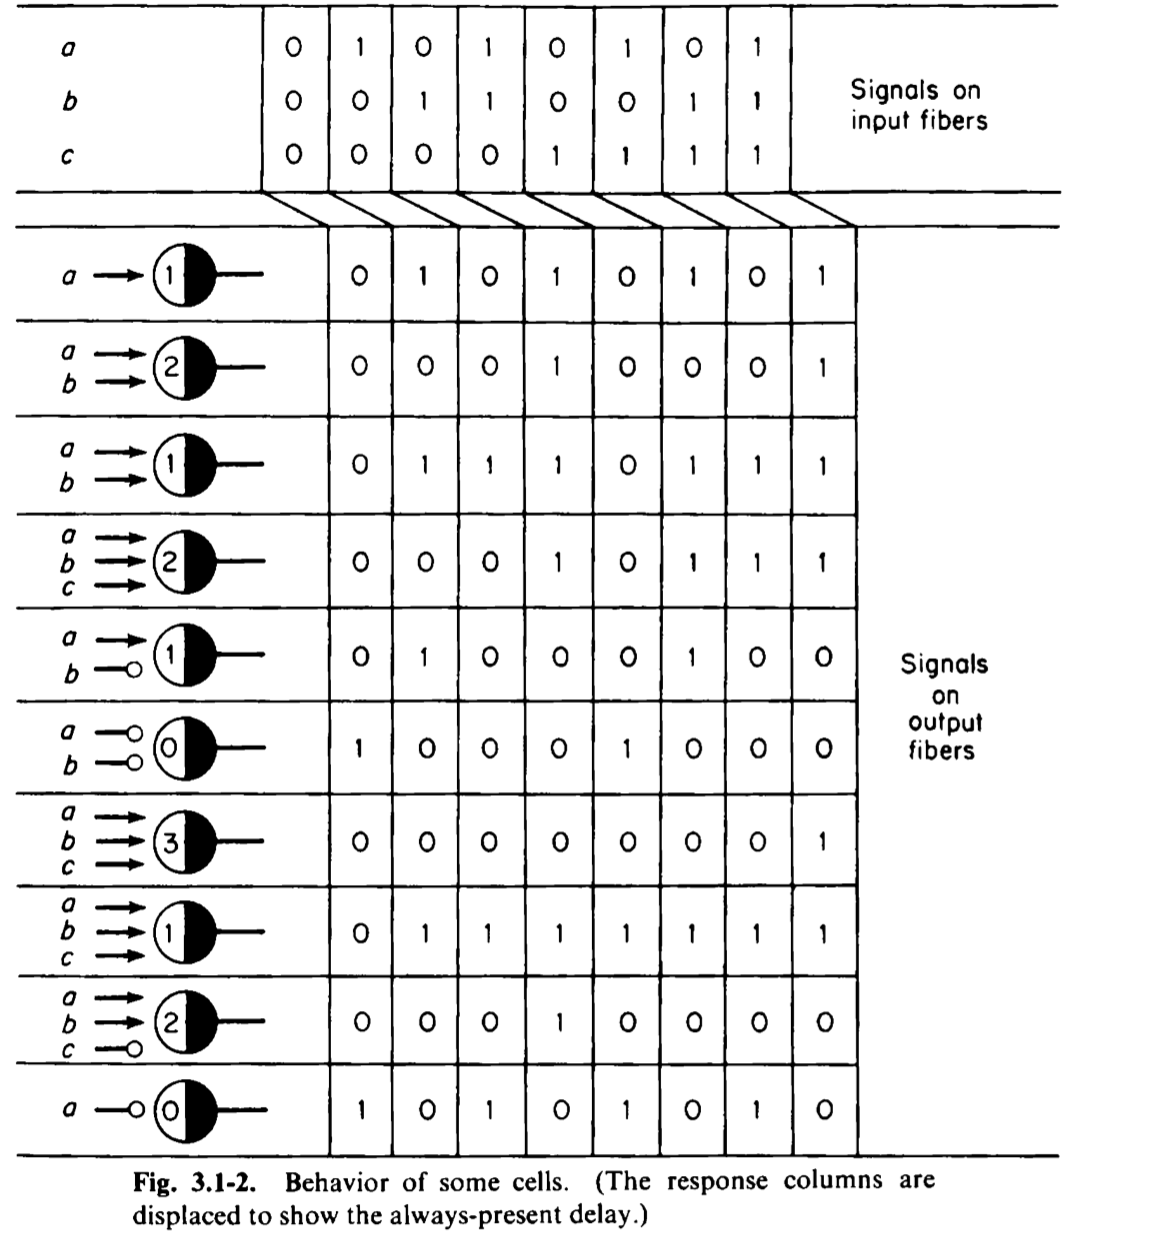 a 0 1 0 1 0 1 0 1
b 0 0 1 1 0 0 1 1
c 0 0 0 0 1 1 1 1
Signals on
input fibers
a 1 0 1 0 1 0 1 0 1
a
b 2 0 0 0 1 0 0 0 1
a
b 1 0 1 1 1 0 1 1 1
a
b 2 0 0 0 1 0 1 1 1
c
a
b 1 0 1 0 0 0 1 0 0
a
b 0 1 0 0 0 1 0 0 0
a
b 3 0 0 0 0 0 0 0 1
c
a
b 1 0 1 1 1 1 1 1 1
c
a
b 2 0 0 0 1 0 0 0 0
c
a 0 1 0 1 0 1 0 1 0
Signals
on
output
fibers
Fig. 3.1-2. Behavior of some cells. (The response columns are
displaced to show the always-present delay.)